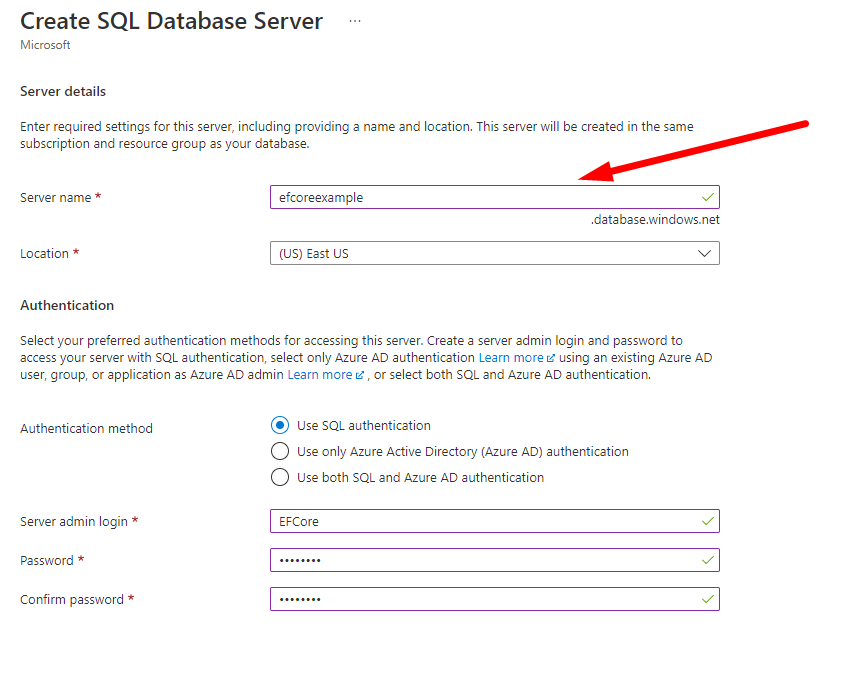 Create SQL Database Server ...
Microsoft
Server details
Enter required settings for this server, including providing a name and location. This server will be created in the same
subscription and resource group as your database.
Server name *
efcoreexample
.database.windows.net
Location *
(US) East US
Authentication
Select your preferred authentication methods for accessing this server. Create a server admin login and password to
access your server with SQL authentication, select only Azure AD authentication Learn more using an existing Azure AD
user, group, or application as Azure AD admin Learn more , or select both SQL and Azure AD authentication.
Authentication method
Use SQL authentication
Use only Azure Active Directory (Azure AD) authentication
Use both SQL and Azure AD authentication
Server admin login *
EFCore
Password *
••••••••
Confirm password *
••••••••